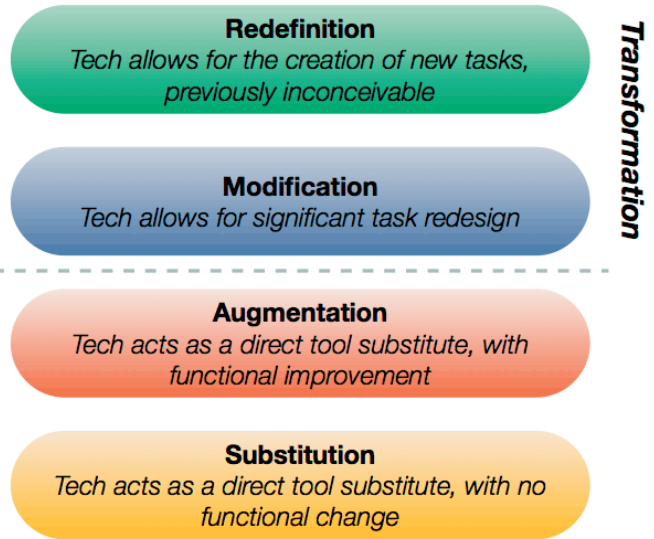 Redefinition
Tech allows for the creation of new tasks,
previously inconceivable
Transformation
Modification
Tech allows for significant task redesign
Augmentation
Tech acts as a direct tool substitute, with
functional improvement
Substitution
Tech acts as a direct tool substitute, with no
functional change